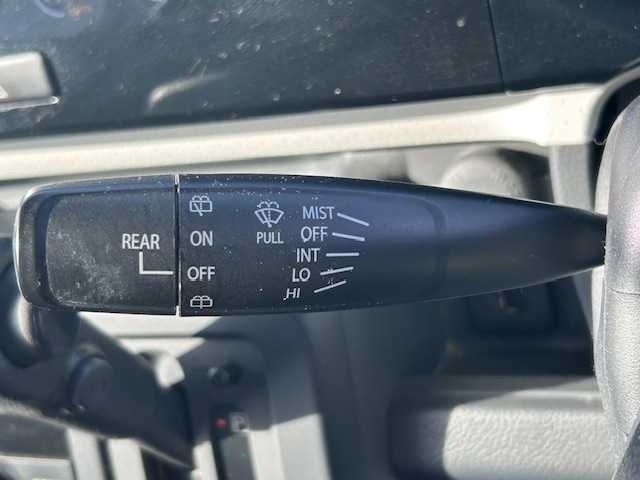 REAR
ON
OFF
PULL
MIST
OFF
INT
LO
HI